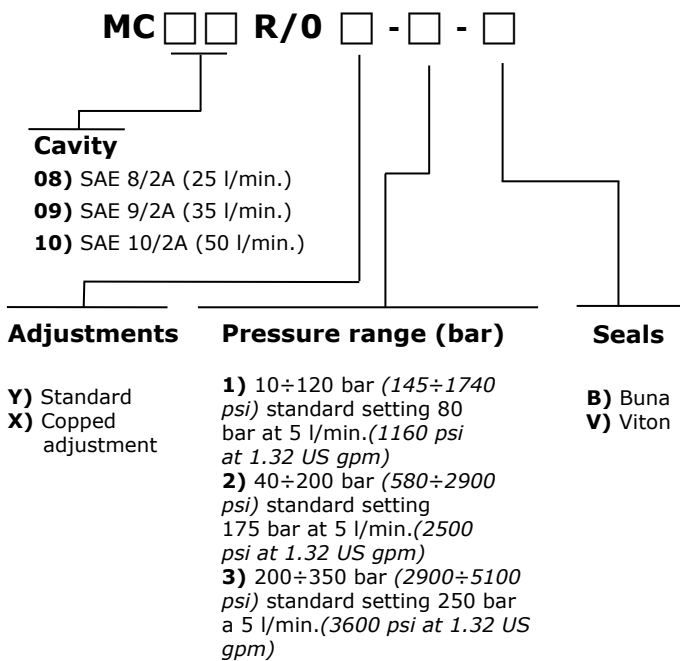 MC □ □ R/0 □ - □ - □
Cavity
08) SAE 8/2A (25 l/min.)
09) SAE 9/2A (35 l/min.)
10) SAE 10/2A (50 l/min.)
Adjustments
Y) Standard
X) Copped
adjustment
Pressure range (bar)
1) 10÷120 bar (145÷1740
psi) standard setting 80
bar at 5 l/min.(1160 psi
at 1.32 US gpm)
2) 40÷200 bar (580÷2900
psi) standard setting
175 bar at 5 l/min.(2500
psi at 1.32 US gpm)
3) 200÷350 bar (2900÷5100
psi) standard setting 250 bar
a 5 l/min.(3600 psi at 1.32 US
gpm)
Seals
B) Buna
V) Viton